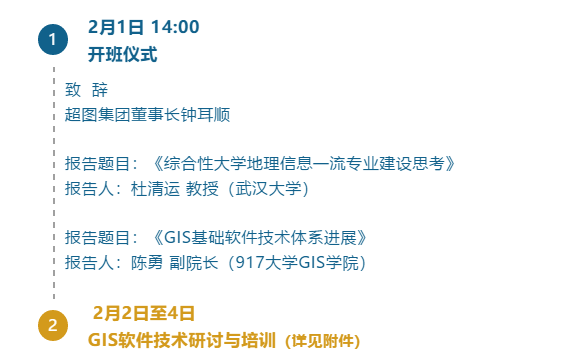 1
2月1日 14:00
开班仪式
致 辞
超图集团董事长钟耳顺
报告题目：《综合性大学地理信息一流专业建设思考》
报告人：杜清运 教授（武汉大学）
报告题目：《GIS基础软件技术体系进展》
报告人：陈勇 副院长（917大学GIS学院）
2
2月2日至4日
GIS软件技术研讨与培训（详见附件）